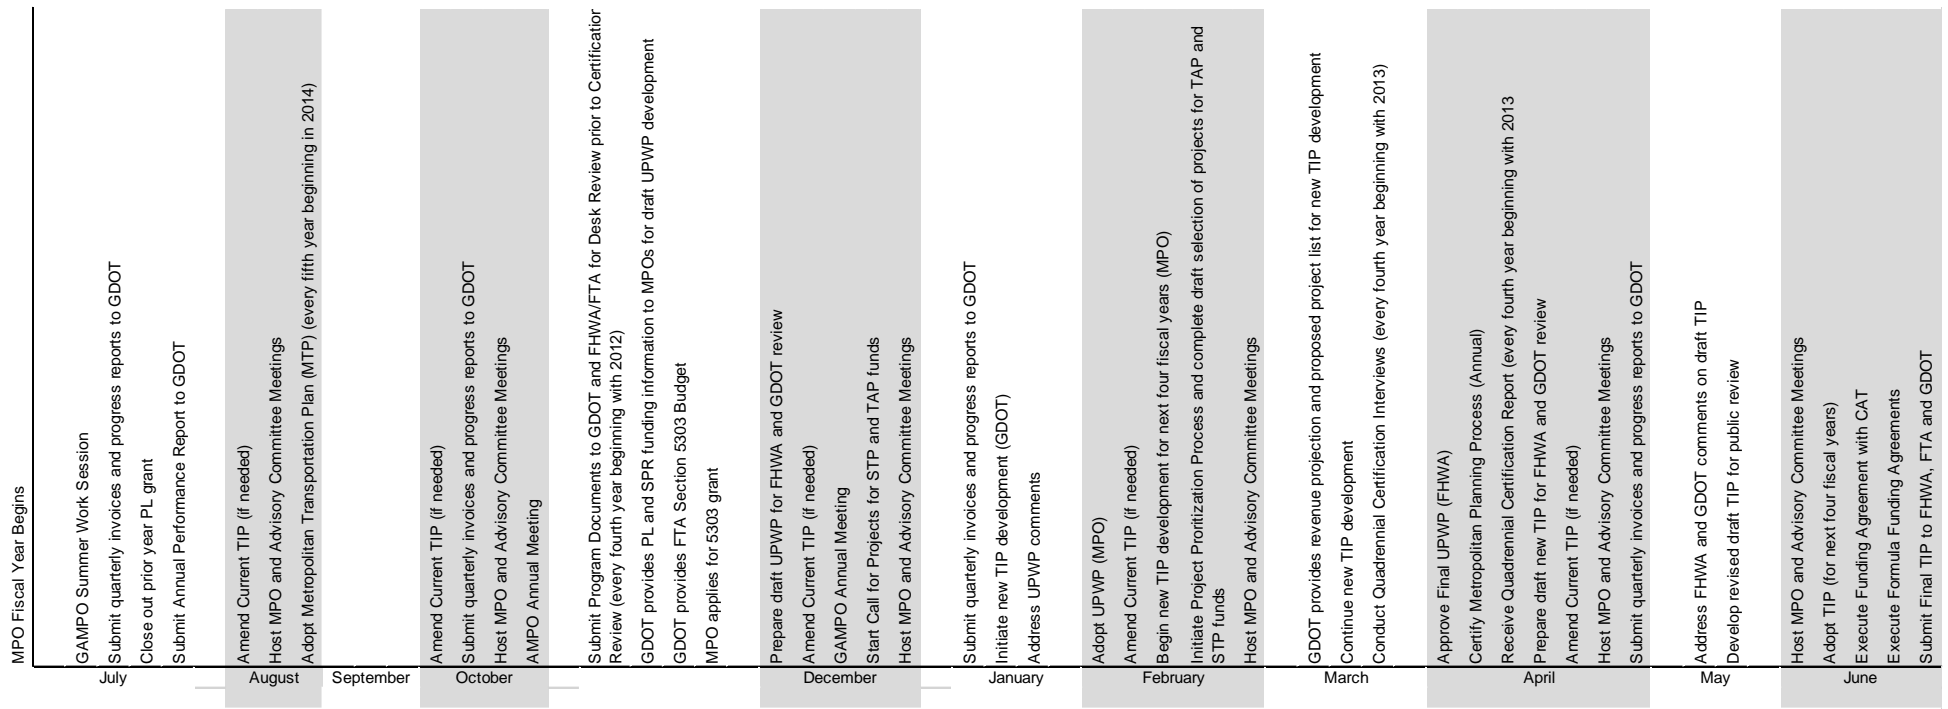 MPO Fiscal Year Begins
GAMPO Summer Work Session
Submit quarterly invoices and progress reports to GDOT
Close out prior year PL grant
Submit Annual Performance Report to GDOT
July
Amend Current TIP (if needed)
Host MPO and Advisory Committee Meetings
Adopt Metropolitan Transportation Plan (MTP) (every fifth year beginning in 2014)
August
September
Amend Current TIP (if needed)
Submit quarterly invoices and progress reports to GDOT
Host MPO and Advisory Committee Meetings
AMPO Annual Meeting
October
Submit Program Documents to GDOT and FHWA/FTA for Desk Review prior to Certification
Review (every fourth year beginning with 2012)
GDOT provides PL and SPR funding information to MPOs for draft UPWP development
GDOT provides FTA Section 5303 Budget
MPO applies for 5303 grant
Prepare draft UPWP for FHWA and GDOT review
Amend Current TIP (if needed)
GAMPO Annual Meeting
Start Call for Projects for STP and TAP funds
Host MPO and Advisory Committee Meetings
December
Submit quarterly invoices and progress reports to GDOT
Initiate new TIP development (GDOT)
Address UPWP comments
January
Adopt UPWP (MPO)
Amend Current TIP (if needed)
Begin new TIP development for next four fiscal years (MPO)
Initiate Project Prioritization Process and complete draft selection of projects for TAP and
STP funds
Host MPO and Advisory Committee Meetings
February
GDOT provides revenue projection and proposed project list for new TIP development
Continue new TIP development
Conduct Quadrennial Certification Interviews (every fourth year beginning with 2013)
March
Approve Final UPWP (FHWA)
Certify Metropolitan Planning Process (Annual)
Receive Quadrennial Certification Report (every fourth year beginning with 2013
Prepare draft new TIP for FHWA and GDOT review
Amend Current TIP (if needed)
Host MPO and Advisory Committee Meetings
Submit quarterly invoices and progress reports to GDOT
April
Address FHWA and GDOT comments on draft TIP
Develop revised draft TIP for public review
May
Host MPO and Advisory Committee Meetings
Adopt TIP (for next four fiscal years)
Execute Funding Agreement with CAT
Execute Formula Funding Agreements
Submit Final TIP to FHWA, FTA and GDOT
June